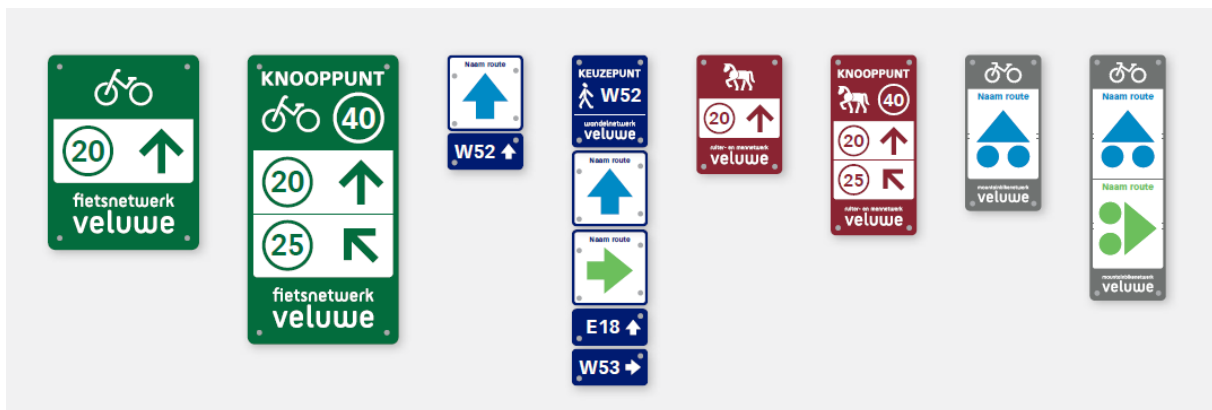 20
fietsnetwerk
veluwe
KNOOPPUNT
40
20
25
fietsnetwerk
veluwe
Naam route
W52
KEUZEPUNT
W52
wandelnetwerk
veluwe
Naam route
Naam route
E18
W53
20
ruiter- en mennetwerk
veluwe
KNOOPPUNT
40
20
25
ruiter- en mennetwerk
veluwe
Naam route
mountainbikenetwerk
veluwe
Naam route
Naam route
mountainbikenetwerk
veluwe